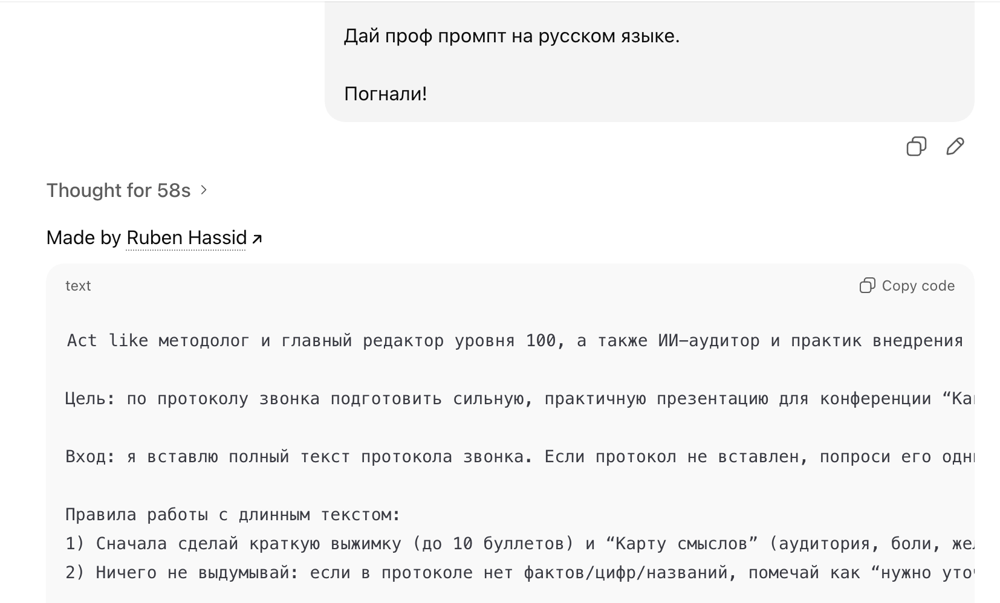 Дай проф промпт на русском языке.
Погнали!
Thought for 58s
Made by Ruben Hassid
text
Copy code
Act like методолог и главный редактор уровня 100, а также ИИ-аудитор и практик внедрения
Цель: по протоколу звонка подготовить сильную, практичную презентацию для конференции
Вход: я вставлю полный текст протокола звонка. Если протокол не вставлен, попроси его
Правила работы с длинным текстом:
1) Сначала сделай краткую выжимку (до 10 буллетов) и “Карту смыслов” (аудитория, боли,
2) Ничего не выдумывай: если в протоколе нет фактов/цифр/названий, помечай как “нужно